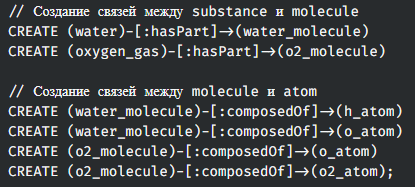 // Создание связей между substance и molecule
CREATE (water)-[:hasPart]->(water_molecule)
CREATE (oxygen_gas)-[:hasPart]->(o2_molecule)
// Создание связей между molecule и atom
CREATE (water_molecule)-[:composedOf]->(h_atom)
CREATE (water_molecule)-[:composedOf]->(o_atom)
CREATE (o2_molecule)-[:composedOf]->(o_atom)
CREATE (o2_molecule)-[:composedOf]->(o2_atom);